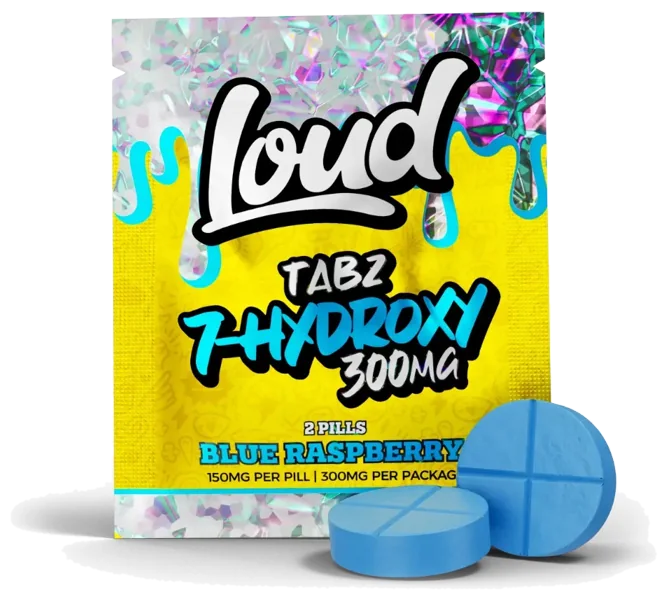 Loud
TABZ
7-HYDROXY
300MG
2 PILLS
BLUE RASPBERRY
150MG PER PILL | 300MG PER PACKAG